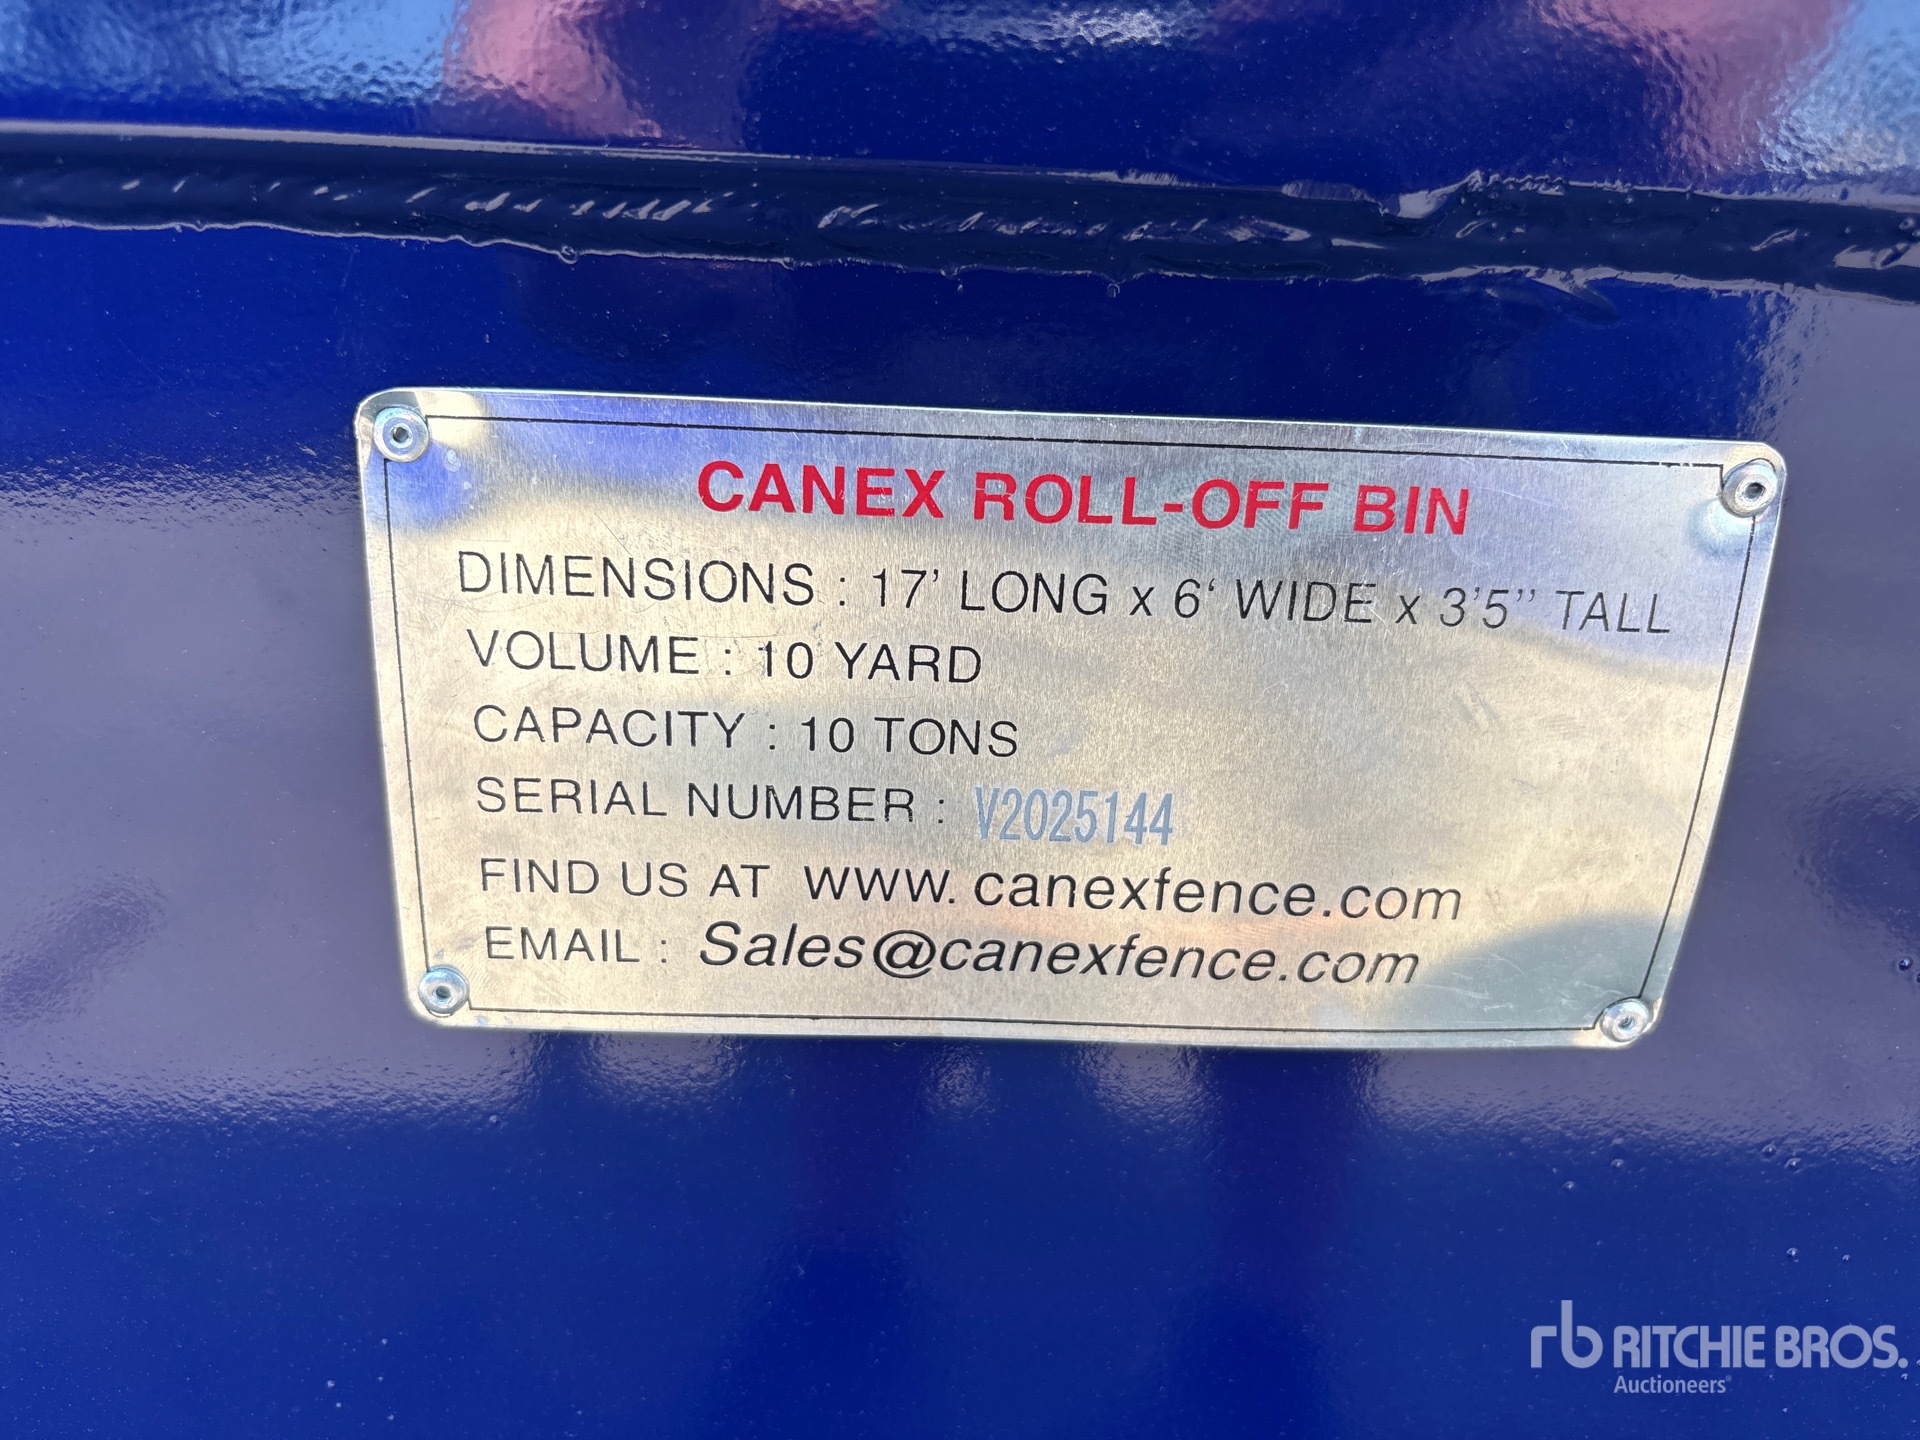 CANEX ROLL-OFF BIN
DIMENSIONS : 17' LONG x 6' WIDE x 3'5" TALL
VOLUME : 10 YARD
CAPACITY : 10 TONS
SERIAL NUMBER : V2025144
FIND US AT www. canexfence.com
EMAIL : Sales@canexfence.com
rb RITCHIE BROS.
Auctioneers®